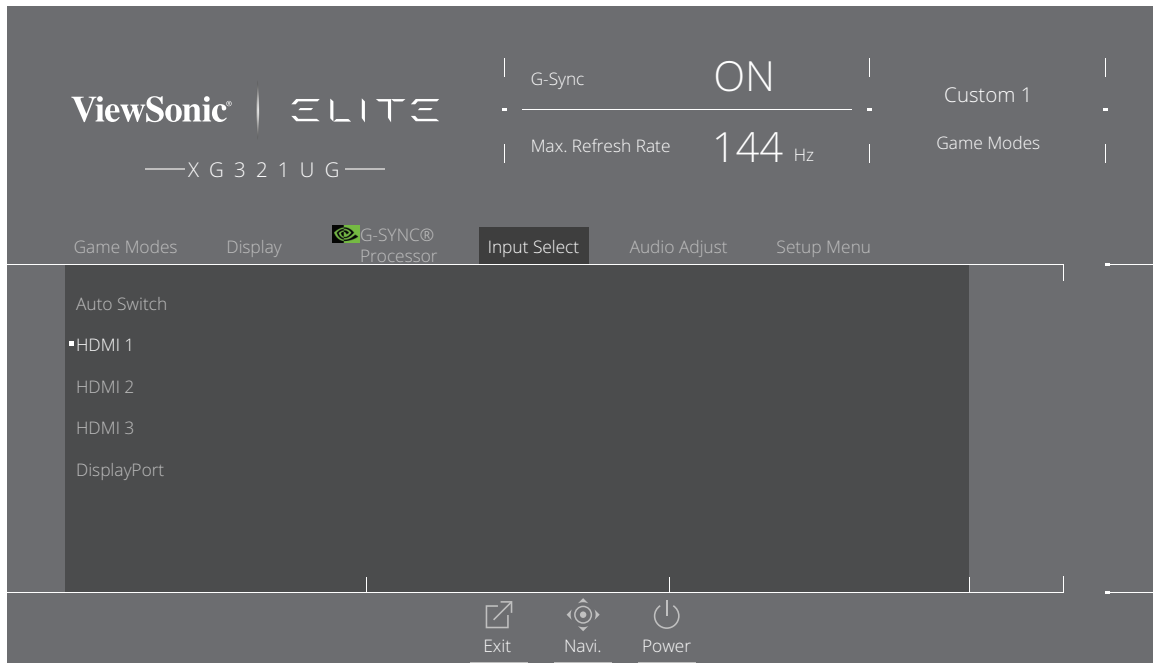 ViewSonic® ELITE
XG321UG
G-Sync ON
Max. Refresh Rate 144 Hz
Custom 1
Game Modes
Game Modes Display G-SYNC® Processor Input Select Audio Adjust Setup Menu
Auto Switch
HDMI 1
HDMI 2
HDMI 3
DisplayPort
Exit Navi. Power